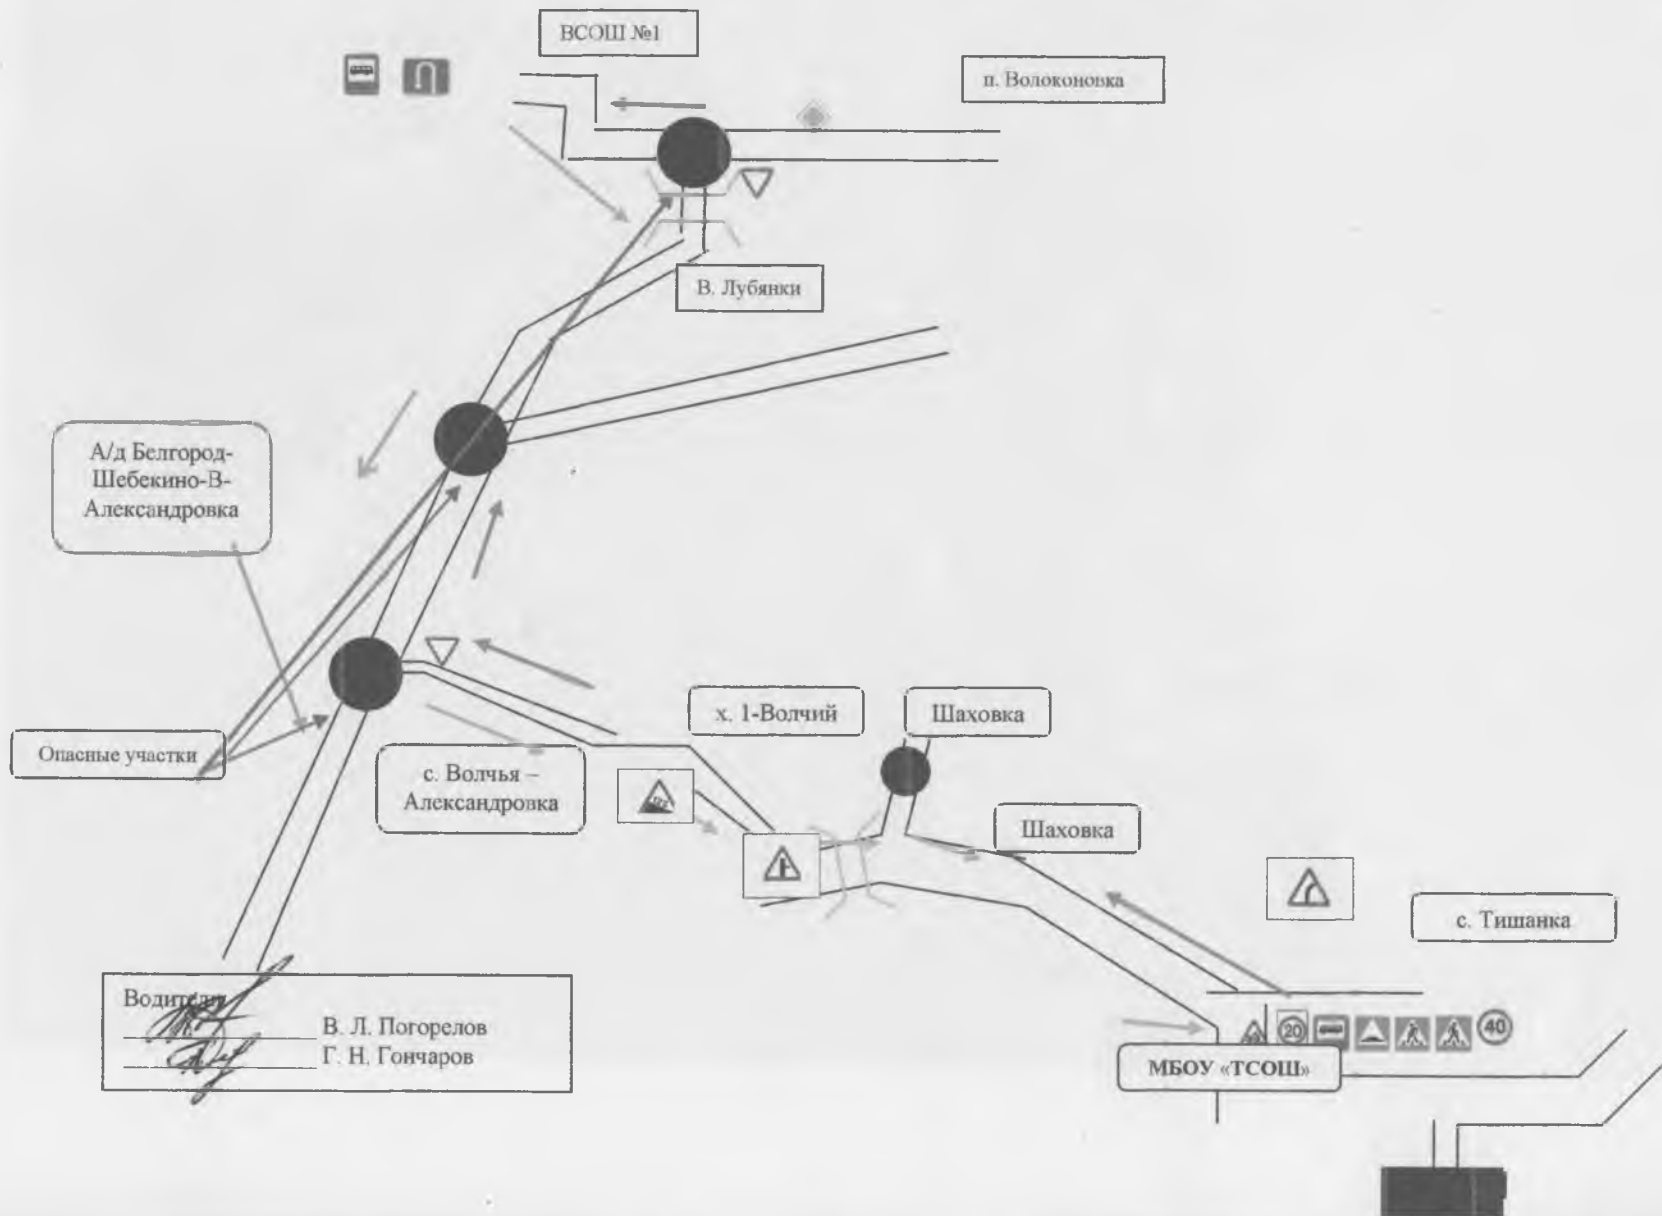 ВСОШ №1
п. Волоконовка
В. Лубянки
А/д Белгород-
Шебекино-В-
Александровка
х. 1-Волчий
Шаховка
Опасные участки
с. Волчья –
Александровка
Шаховка
с. Тишанка
Водители
В. Л. Погорелов
Г. Н. Гончаров
20
40
МБОУ «ТСОШ»